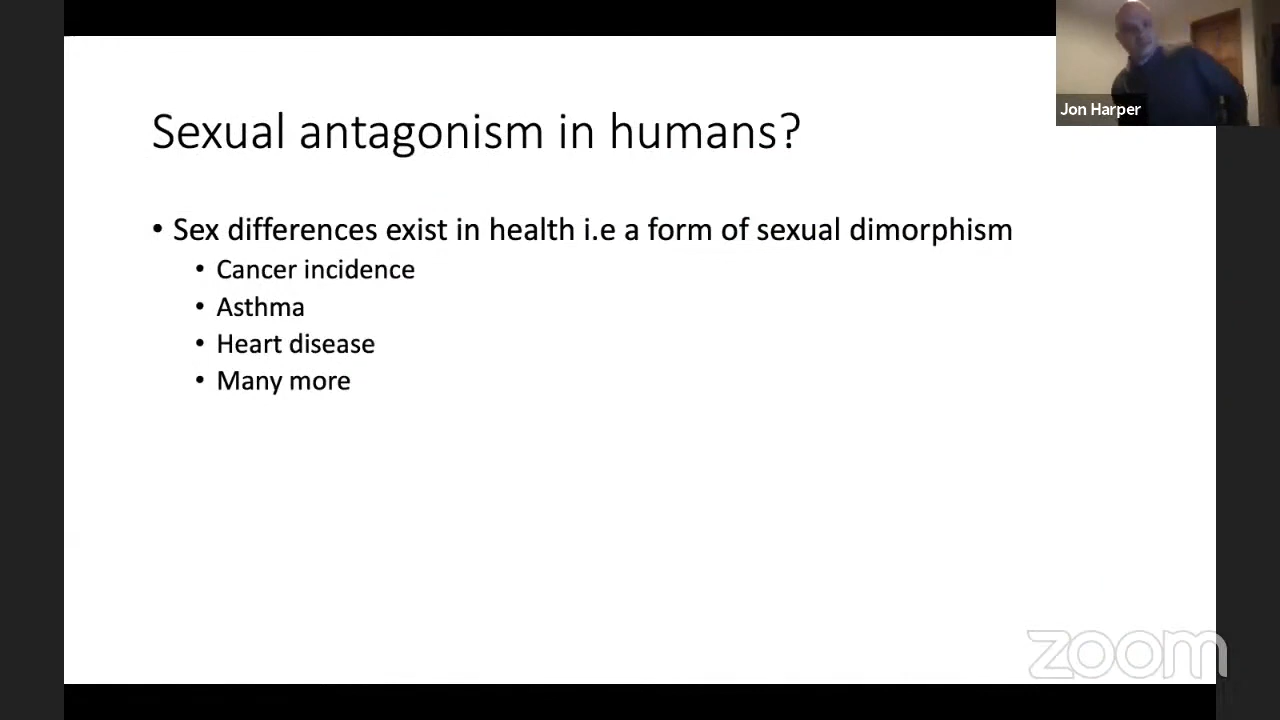 Jon Harper
Sexual antagonism in humans?
• Sex differences exist in health i.e a form of sexual dimorphism
• Cancer incidence
• Asthma
• Heart disease
• Many more
zoom